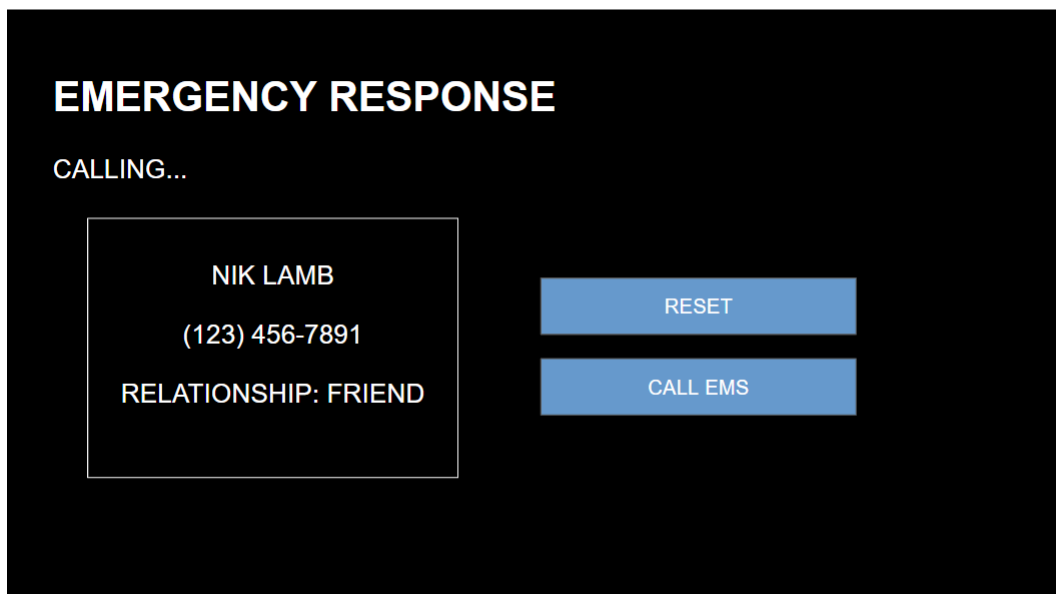 EMERGENCY RESPONSE
CALLING...
NIK LAMB
(123) 456-7891
RELATIONSHIP: FRIEND
RESET
CALL EMS